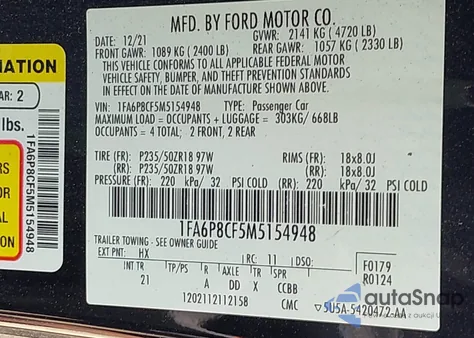 MFD. BY FORD MOTOR CO.
DATE: 12/21 GVWR: 2141 KG ( 4720 LB)
FRONT GAWR: 1089 KG ( 2400 LB) REAR GAWR: 1057 KG ( 2330 LB)
THIS VEHICLE CONFORMS TO ALL APPLICABLE FEDERAL MOTOR
VEHICLE SAFETY, BUMPER, AND THEFT PREVENTION STANDARDS
IN EFFECT ON THE DATE OF MANUFACTURE SHOWN ABOVE.
VIN: 1FA6P8CF5M5154948 TYPE: Passenger Car
MAXIMUM LOAD = OCCUPANTS + LUGGAGE = 303KG / 668LB
OCCUPANTS = 4 TOTAL; 2 FRONT, 2 REAR
TIRE (FR): P235/50ZR18 97W RIMS (FR): 18x8.0J
(RR): P235/50ZR18 97W (RR): 18x8.0J
PRESSURE (FR): 220 kPa/ 32 PSI COLD (RR): 220 kPa/ 32 PSI COLD
1FA6P8CF5M5154948
TRAILER TOWING - SEE OWNER GUIDE
EXT PNT: HX RC: 11 DSO: F0179
R0124
INT TR TP/PS R AXLE TR SPR
21 A D X CCBB
1202112112158 CMC 5U5A-5420472-AA
MATION
AR: 2
lbs.
1FA6P8CF5M5154948
autoSnap